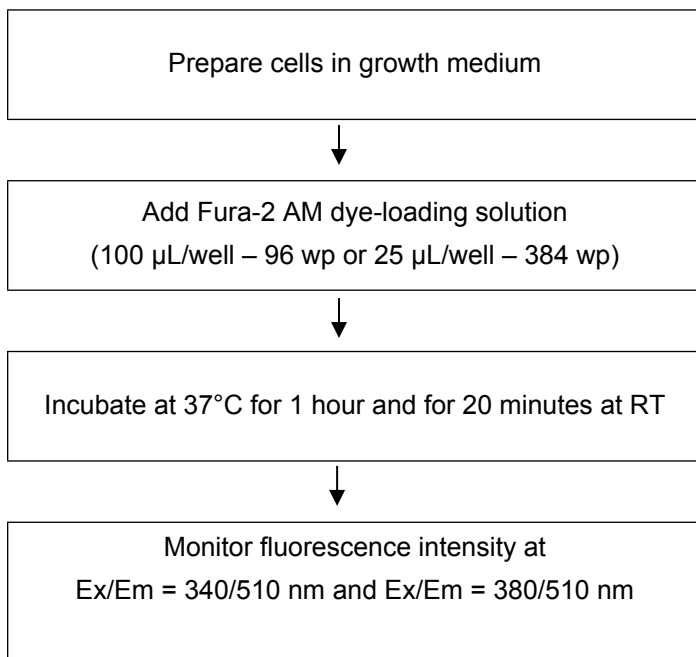 Prepare cells in growth medium
Add Fura-2 AM dye-loading solution
(100 µL/well – 96 wp or 25 µL/well – 384 wp)
Incubate at 37°C for 1 hour and for 20 minutes at RT
Monitor fluorescence intensity at
Ex/Em = 340/510 nm and Ex/Em = 380/510 nm